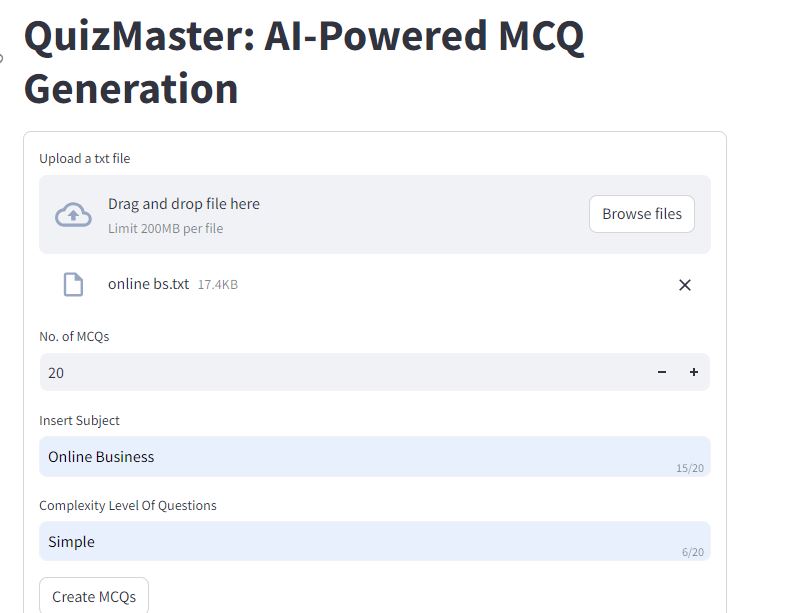 QuizMaster: AI-Powered MCQ
Generation
Upload a txt file
Drag and drop file here
Limit 200MB per file
Browse files
online bs.txt 17.4KB
No. of MCQs
20
Insert Subject
Online Business
15/20
Complexity Level Of Questions
Simple
6/20
Create MCQs